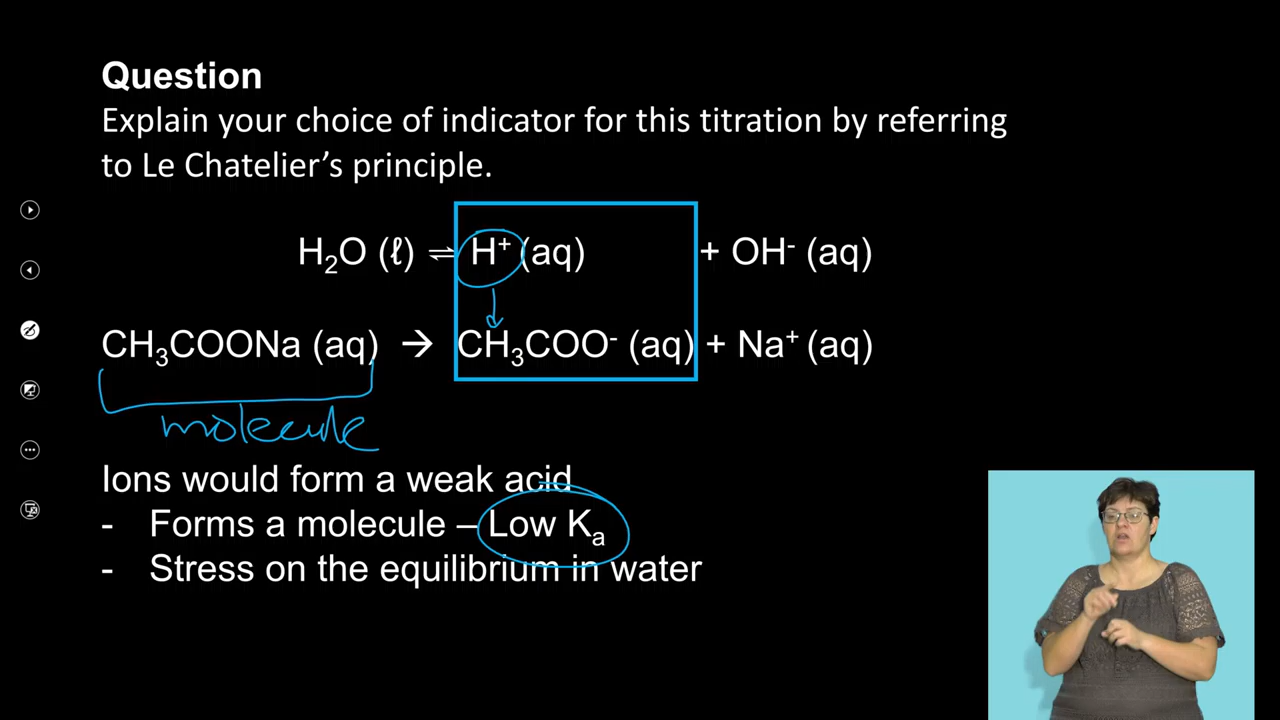 Question
Explain your choice of indicator for this titration by referring
to Le Chatelier’s principle.
H₂O (ℓ) ⇌ H⁺ (aq) + OH⁻ (aq)
CH₃COONa (aq) → CH₃COO⁻ (aq) + Na⁺ (aq)
molecule
Ions would form a weak acid
- Forms a molecule – Low Kₐ
- Stress on the equilibrium in water